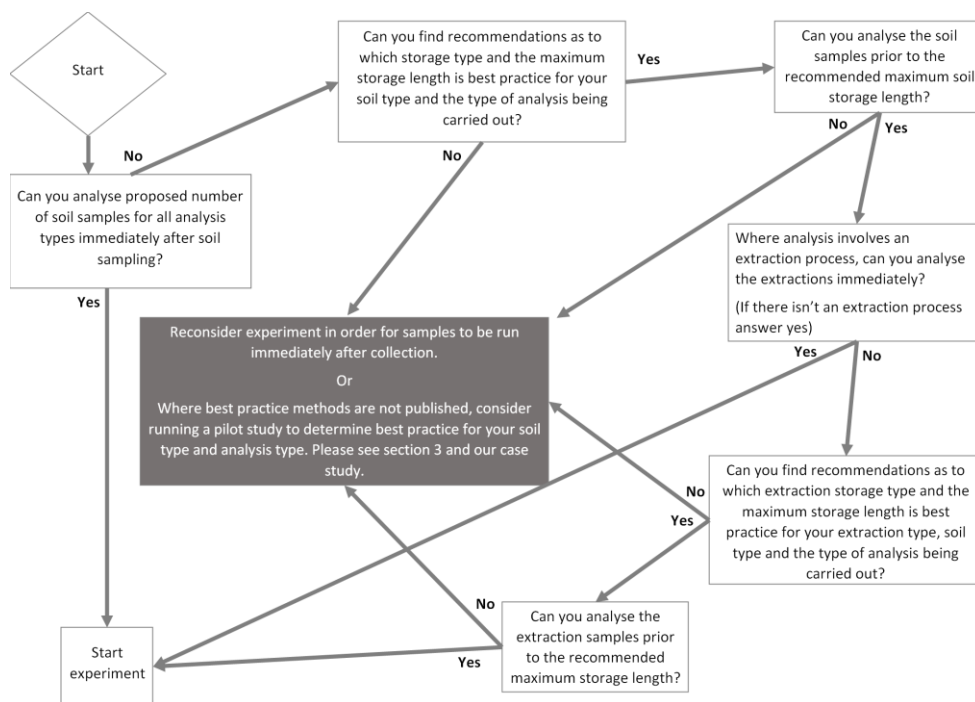 Start
Can you find recommendations as to
which storage type and the maximum
storage length is best practice for your
soil type and the type of analysis being
carried out?
Yes
Can you analyse the soil
samples prior to the
recommended maximum soil
storage length?
No
No
No
Yes
Can you analyse proposed number
of soil samples for all analysis
types immediately after soil
sampling?
Where analysis involves an
extraction process, can you analyse
the extractions immediately?
(If there isn't an extraction process
answer yes)
Yes
Reconsider experiment in order for samples to be run
immediately after collection.
Or
Where best practice methods are not published, consider
running a pilot study to determine best practice for your soil
type and analysis type. Please see section 3 and our case
study.
Yes
No
Can you find recommendations as to
which extraction storage type and the
maximum storage length is best
practice for your extraction type, soil
type and the type of analysis being
carried out?
No
Yes
No
Can you analyse the
extraction samples prior
to the recommended
maximum storage length?
Yes
Start
experiment